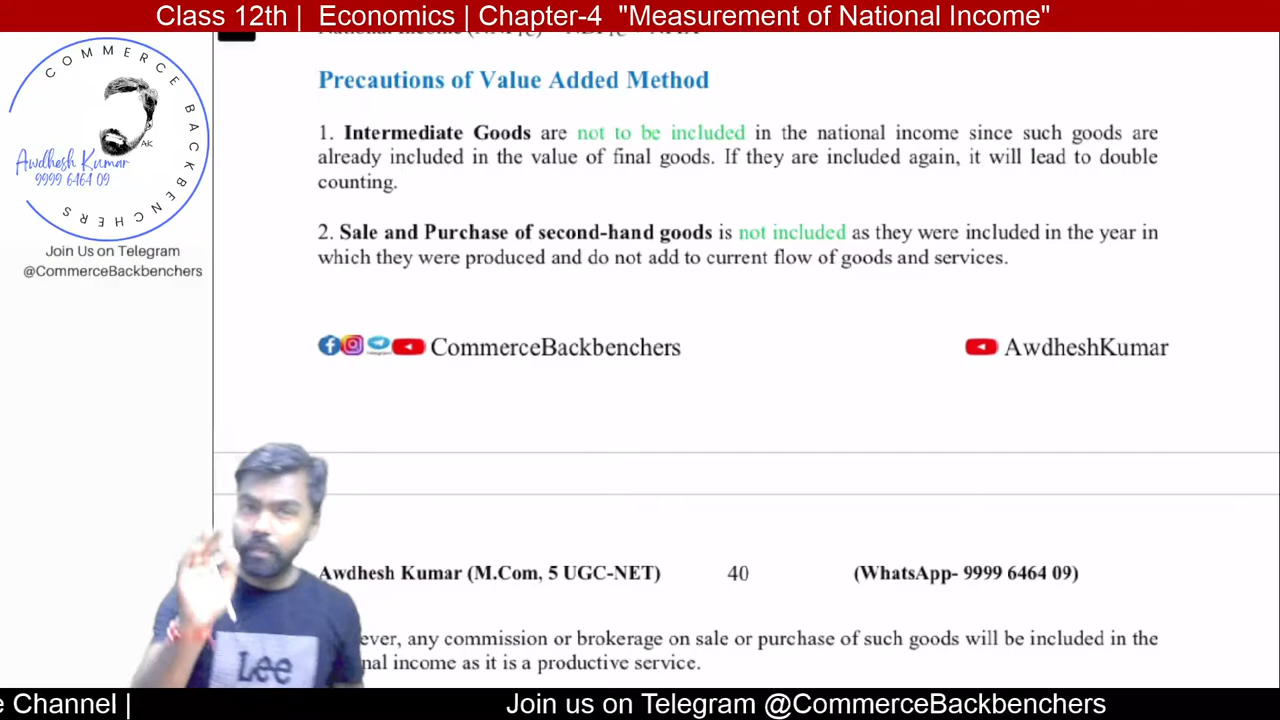 Class 12th | Economics | Chapter-4 "Measurement of National Income"
COMMERCE BACKBENCHERS
AK
Awdhesh Kumar
9999 6464 09
Join Us on Telegram
@CommerceBackbenchers
National Income
Precautions of Value Added Method
1. Intermediate Goods are not to be included in the national income since such goods are
already included in the value of final goods. If they are included again, it will lead to double
counting.
2. Sale and Purchase of second-hand goods is not included as they were included in the year in
which they were produced and do not add to current flow of goods and services.
CommerceBackbenchers
AwdheshKumar
Awdhesh Kumar (M.Com, 5 UGC-NET) 40 (WhatsApp- 9999 6464 09)
ever, any commission or brokerage on sale or purchase of such goods will be included in the
nal income as it is a productive service.
Lee
e Channel | Join us on Telegram @CommerceBackbenchers